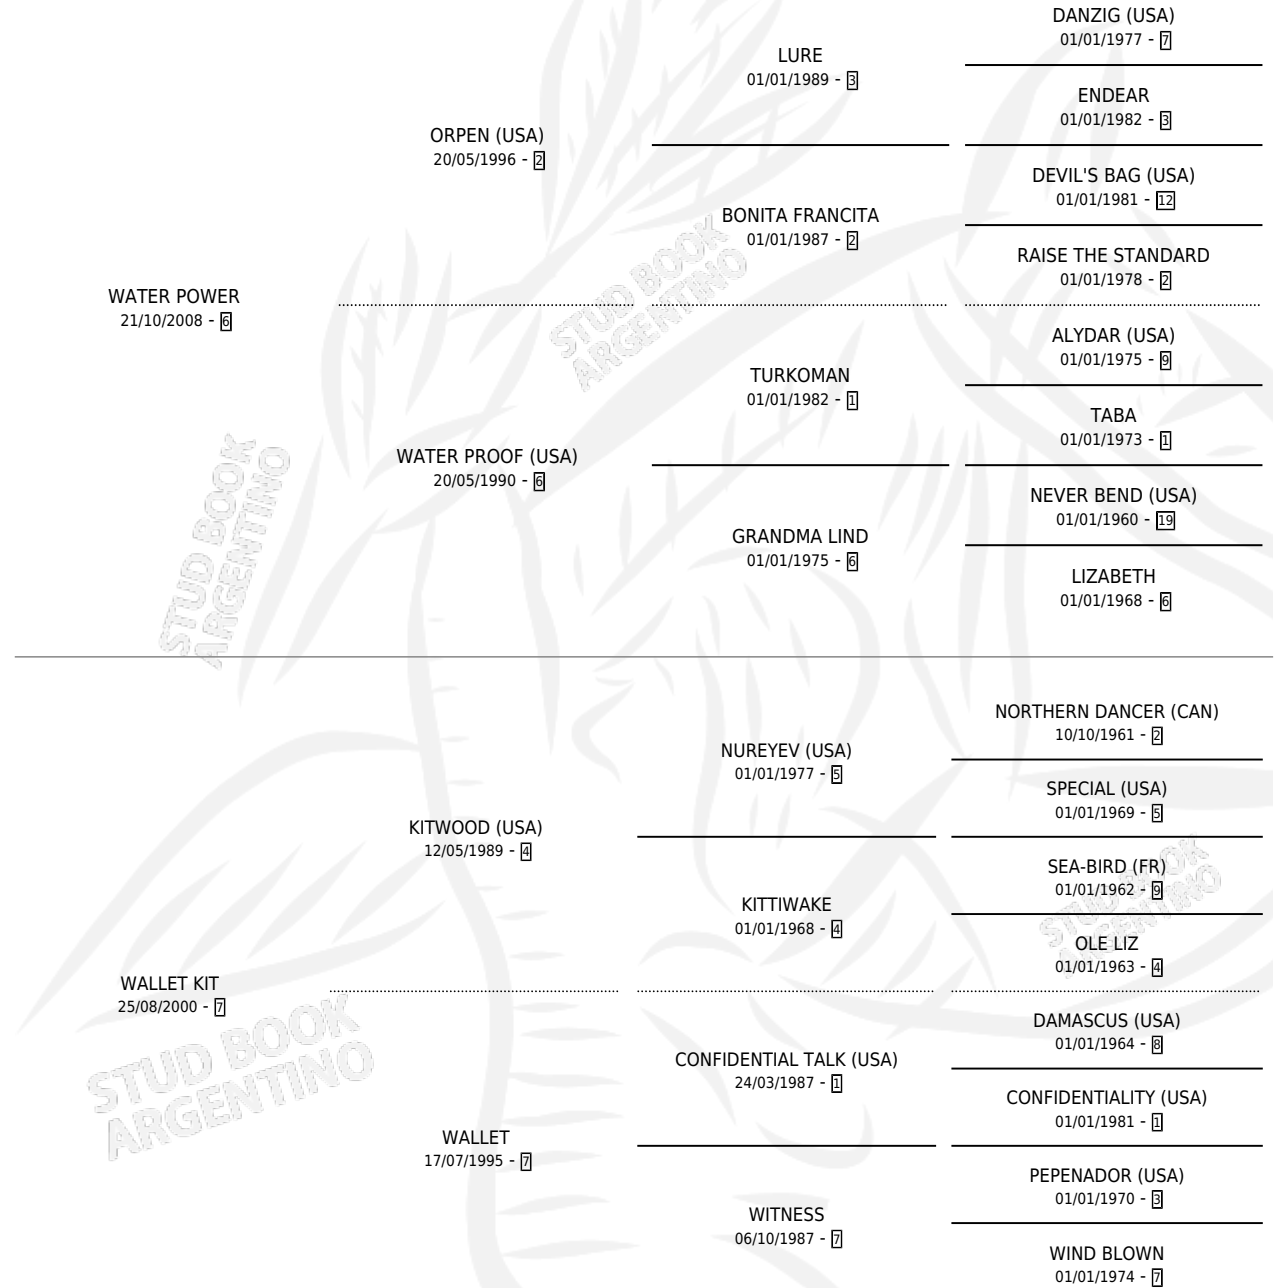 DANZIG (USA)
01/01/1977 - 7
LURE
01/01/1989 - 3
ENDEAR
01/01/1982 - 3
ORPEN (USA)
20/05/1996 - 2
DEVIL'S BAG (USA)
01/01/1981 - 12
BONITA FRANCITA
01/01/1987 - 2
RAISE THE STANDARD
01/01/1978 - 2
WATER POWER
21/10/2008 - 6
ALYDAR (USA)
01/01/1975 - 9
TURKOMAN
01/01/1982 - 1
TABA
01/01/1973 - 1
WATER PROOF (USA)
20/05/1990 - 6
NEVER BEND (USA)
01/01/1960 - 19
GRANDMA LIND
01/01/1975 - 6
LIZABETH
01/01/1968 - 6
NORTHERN DANCER (CAN)
10/10/1961 - 2
NUREYEV (USA)
01/01/1977 - 5
SPECIAL (USA)
01/01/1969 - 5
KITWOOD (USA)
12/05/1989 - 4
SEA-BIRD (FR)
01/01/1962 - 9
KITTIWAKE
01/01/1968 - 4
OLE LIZ
01/01/1963 - 4
WALLET KIT
25/08/2000 - 7
DAMASCUS (USA)
01/01/1964 - 8
CONFIDENTIAL TALK (USA)
24/03/1987 - 1
CONFIDENTIALITY (USA)
01/01/1981 - 1
WALLET
17/07/1995 - 7
PEPENADOR (USA)
01/01/1970 - 3
WITNESS
06/10/1987 - 7
WIND BLOWN
01/01/1974 - 7
STUD BOOK
ARGENTINO
STUD BOOK
ARGENTINO
STUD BOOK
ARGENTINO
STUD BOOK
ARGENTINO